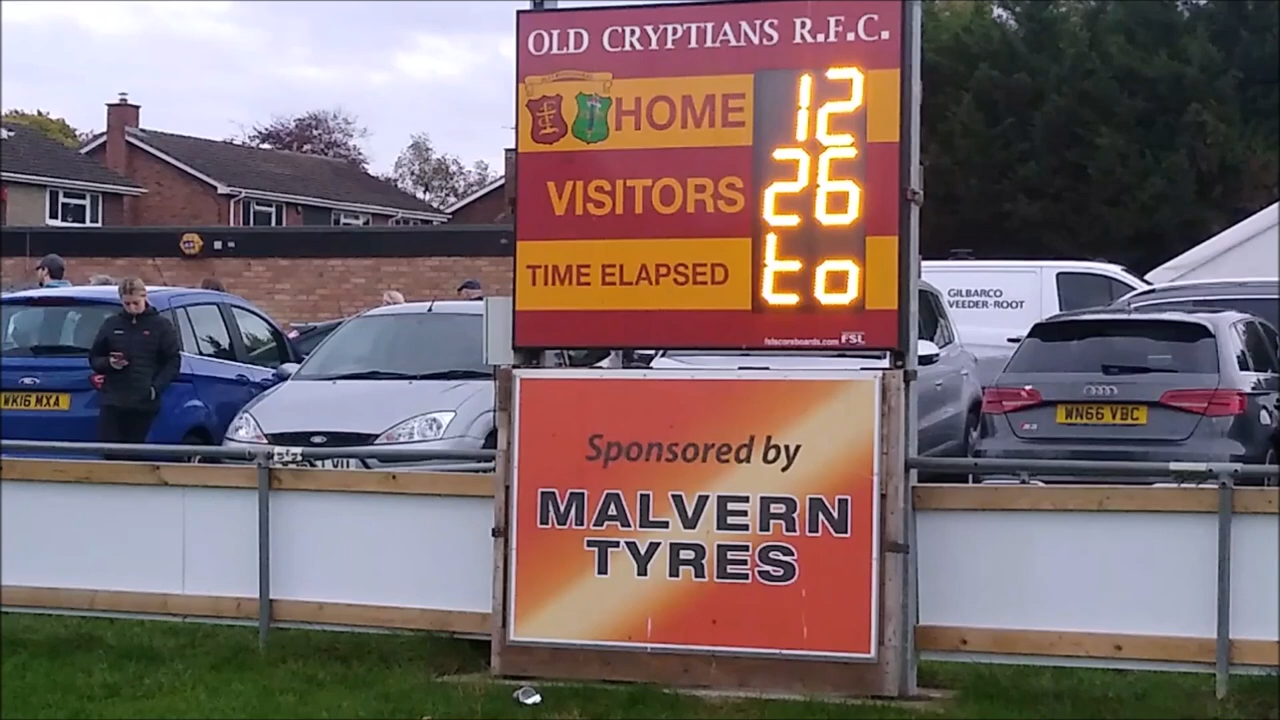 OLD CRYPTIANS R.F.C.
HOME 12
VISITORS 26
TIME ELAPSED to
fslscoreboards.com FSL
Sponsored by
MALVERN
TYRES
GILBARCO
VEEDER-ROOT
WK16 MXA
WN66 VBC